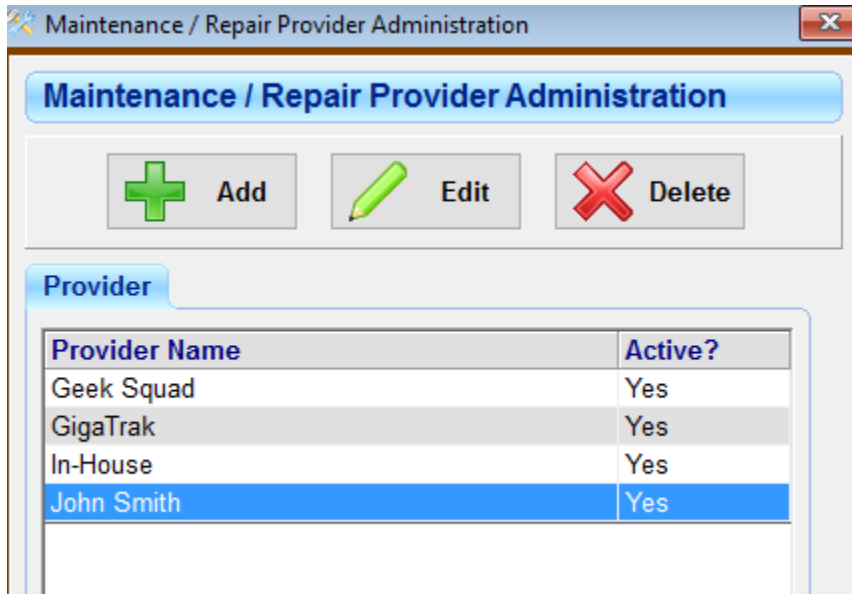 Maintenance / Repair Provider Administration
Maintenance / Repair Provider Administration
Add Edit Delete
Provider
Provider Name Active?
Geek Squad Yes
GigaTrak Yes
In-House Yes
John Smith Yes